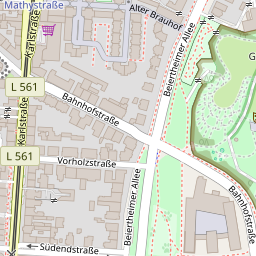 Mathystraße
Alter Brauhof
Karlstraße
Beiertheimer Allee
G
L 561
Bahnhofstraße
Karlstraße
L 561
Vorholzstraße
Beiertheimer Allee
Bahnhofstraße
Südendstraße